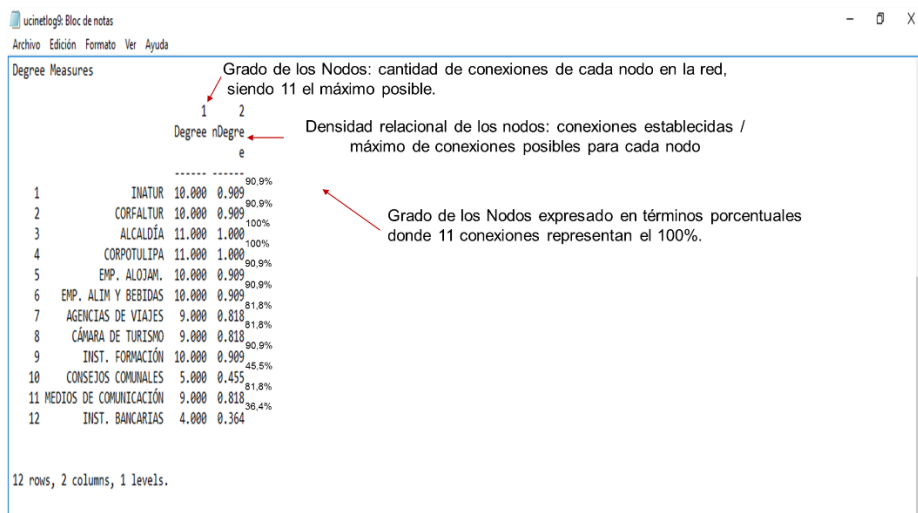 ucinetlog9: Bloc de notas
Archivo Edición Formato Ver Ayuda
Degree Measures
Grado de los Nodos: cantidad de conexiones de cada nodo en la red,
siendo 11 el máximo posible.
1 2
Degree nDegre
e
------ ------
Densidad relacional de los nodos: conexiones establecidas /
máximo de conexiones posibles para cada nodo
Grado de los Nodos expresado en términos porcentuales
donde 11 conexiones representan el 100%.
1 INATUR 10.000 0.909 90,9%
2 CORFALTUR 10.000 0.909 90.9%
3 ALCALDÍA 11.000 1.000 100%
4 CORPOTULIPA 11.000 1.000 100%
5 EMP. ALOJAM. 10.000 0.909 90.9%
6 EMP. ALIM Y BEBIDAS 10.000 0.909 90.9%
7 AGENCIAS DE VIAJES 9.000 0.818 81,8%
8 CÁMARA DE TURISMO 9.000 0.818 81,8%
9 INST. FORMACIÓN 10.000 0.909 90.9%
10 CONSEJOS COMUNALES 5.000 0.455 45,5%
11 MEDIOS DE COMUNICACIÓN 9.000 0.818 81,8%
12 INST. BANCARIAS 4.000 0.364 36,4%
12 rows, 2 columns, 1 levels.